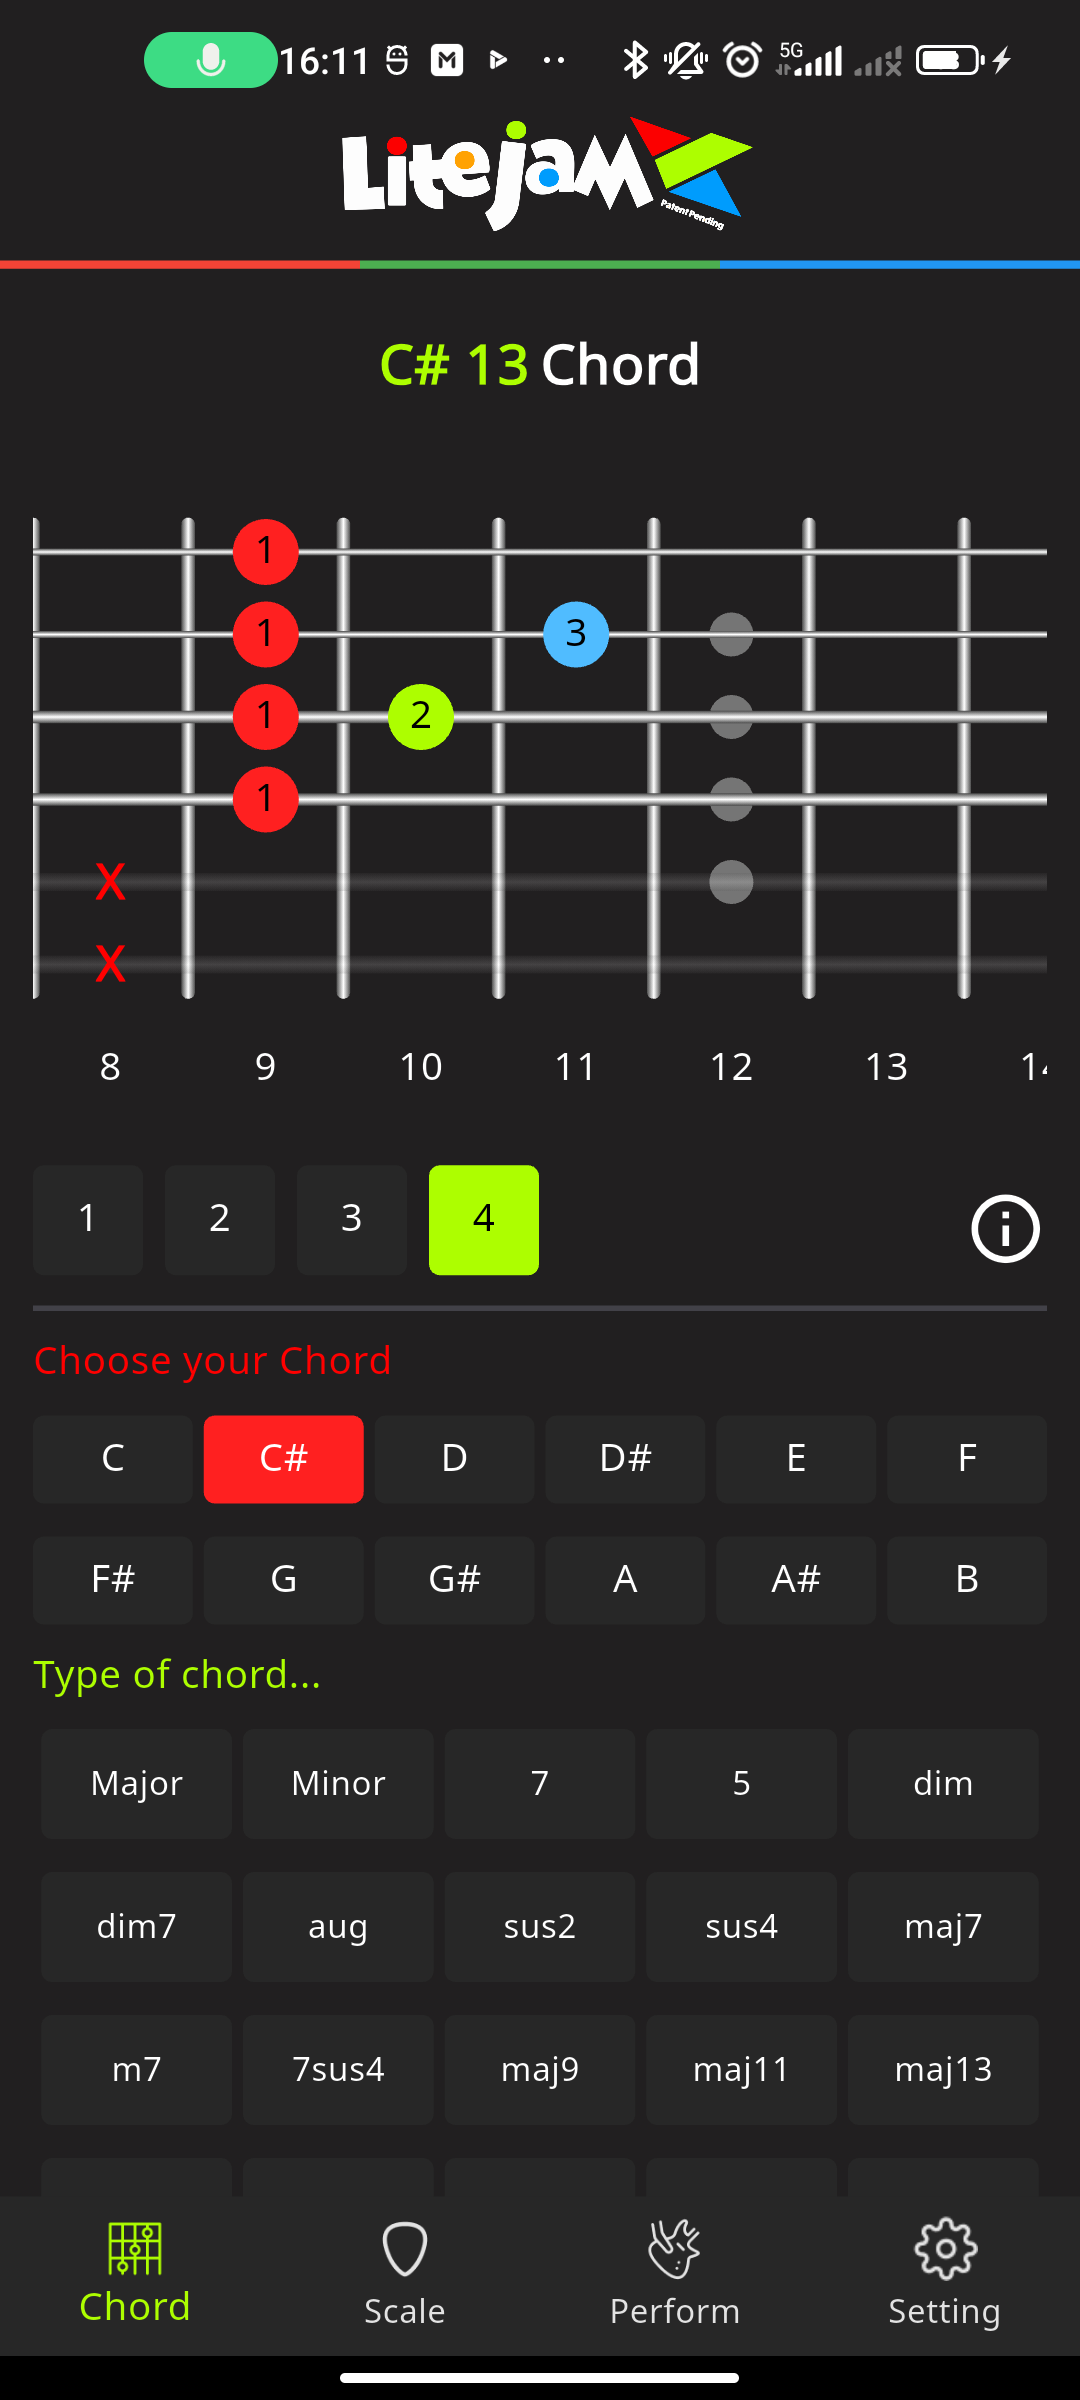 16:11 5G
Litejam
Patent Pending
C# 13 Chord
1
1 3
1 2
1
X
X
8 9 10 11 12 13
1 2 3 4
Choose your Chord
C C# D D# E F
F# G G# A A# B
Type of chord...
Major Minor 7 5 dim
dim7 aug sus2 sus4 maj7
m7 7sus4 maj9 maj11 maj13
Chord Scale Perform Setting